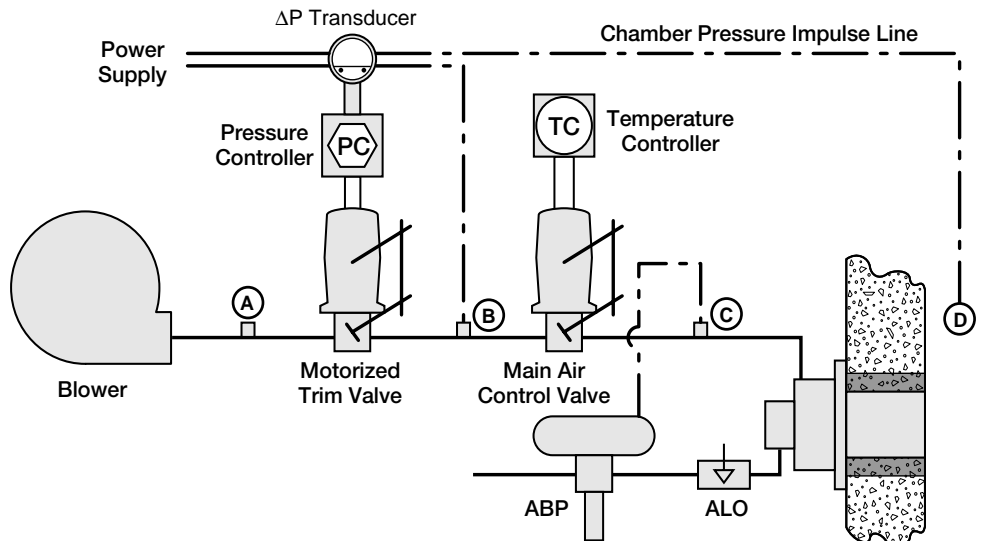 ΔP Transducer
Power
Supply
Chamber Pressure Impulse Line
Pressure
Controller
PC
TC
Temperature
Controller
A
B
C
D
Blower
Motorized
Trim Valve
Main Air
Control Valve
ABP
ALO